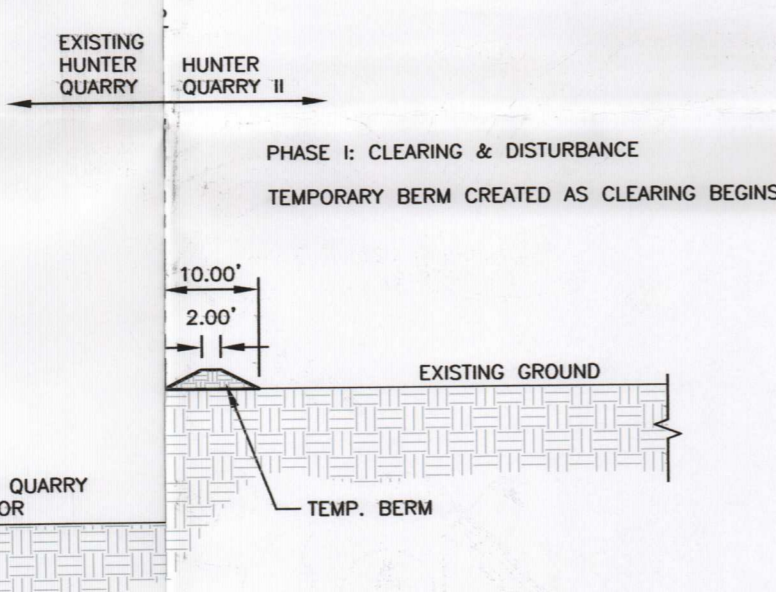 EXISTING
HUNTER
QUARRY
HUNTER
QUARRY II
PHASE I: CLEARING & DISTURBANCE
TEMPORARY BERM CREATED AS CLEARING BEGINS
10.00'
2.00'
EXISTING GROUND
QUARRY
OR
TEMP. BERM